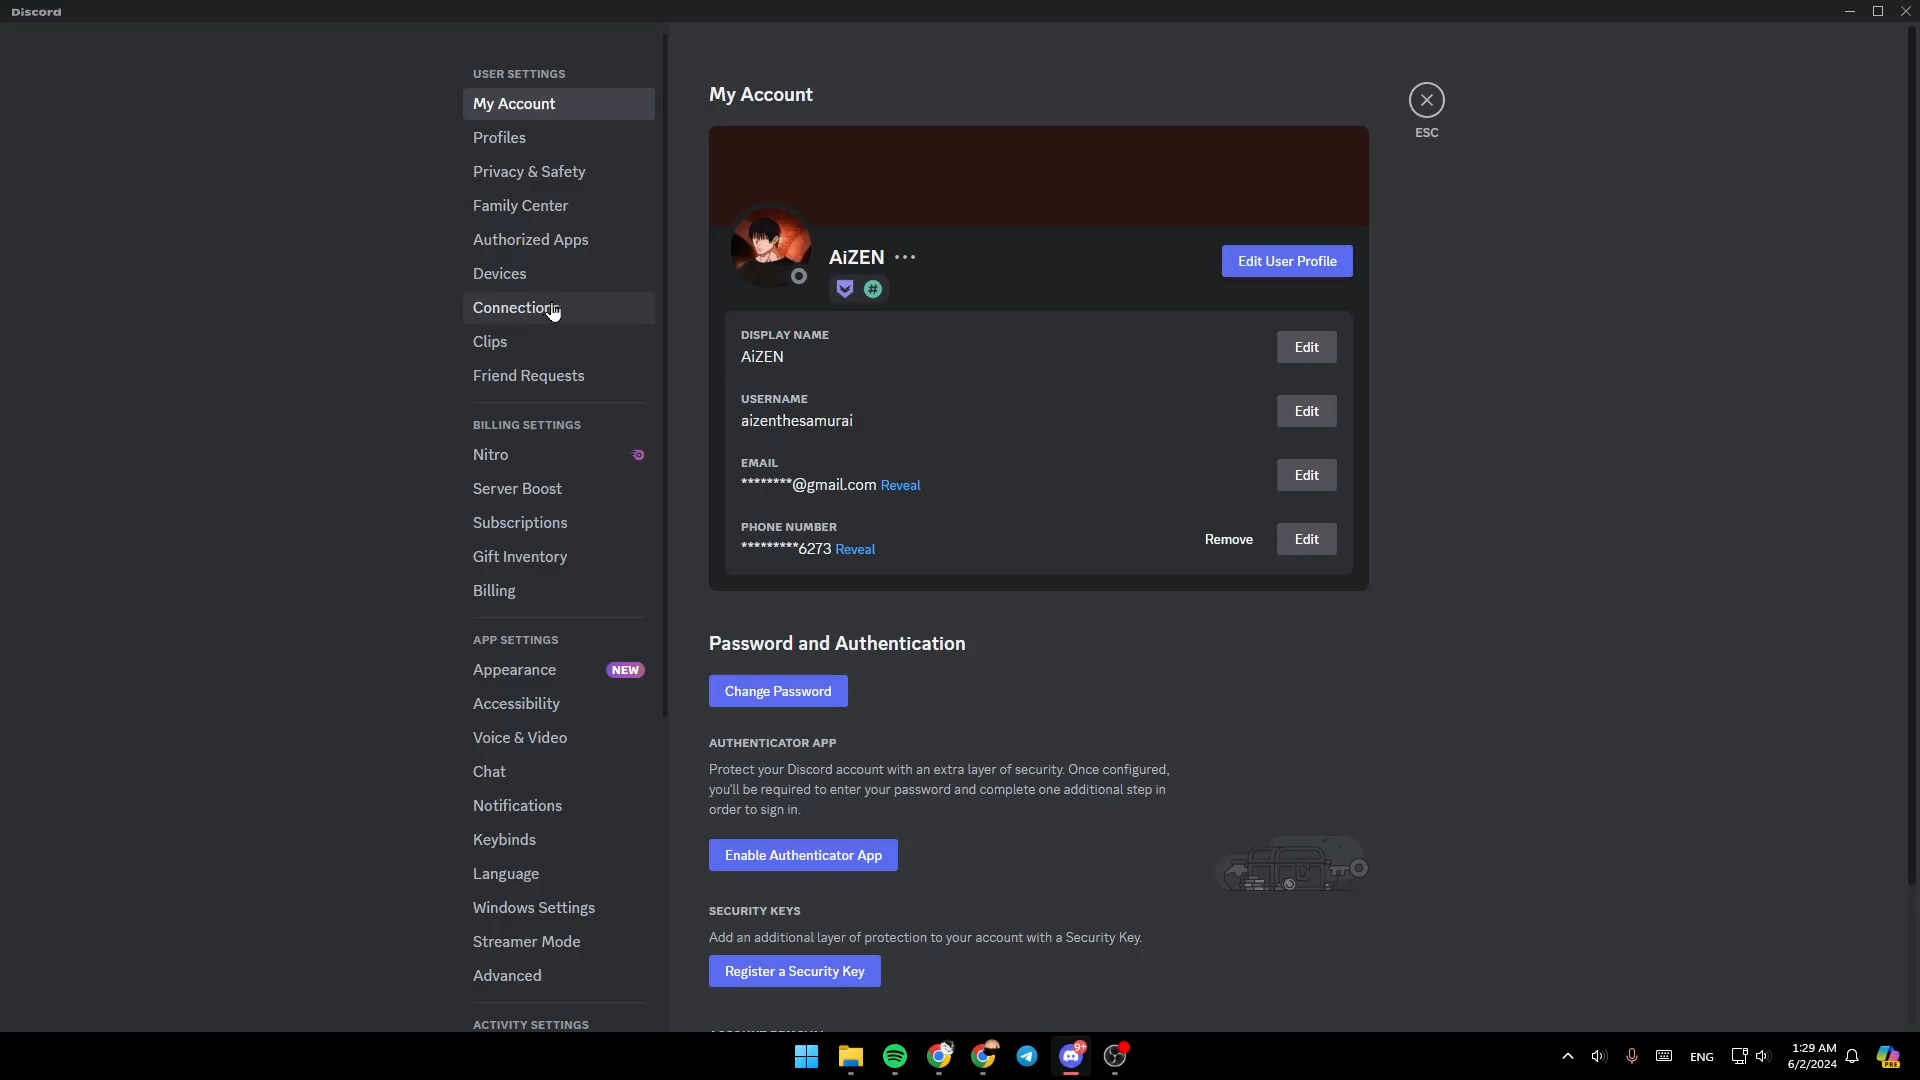 Discord
USER SETTINGS
My Account
Profiles
Privacy & Safety
Family Center
Authorized Apps
Devices
Connection
Clips
Friend Requests
BILLING SETTINGS
Nitro
Server Boost
Subscriptions
Gift Inventory
Billing
APP SETTINGS
Appearance NEW
Accessibility
Voice & Video
Chat
Notifications
Keybinds
Language
Windows Settings
Streamer Mode
Advanced
ACTIVITY SETTINGS
My Account
ESC
AiZEN
Edit User Profile
DISPLAY NAME
AiZEN
Edit
USERNAME
aizenthesamurai
Edit
EMAIL
********@gmail.com Reveal
Edit
PHONE NUMBER
*********6273 Reveal
Remove Edit
Password and Authentication
Change Password
AUTHENTICATOR APP
Protect your Discord account with an extra layer of security. Once configured,
you'll be required to enter your password and complete one additional step in
order to sign in.
Enable Authenticator App
SECURITY KEYS
Add an additional layer of protection to your account with a Security Key.
Register a Security Key
9+
ENG
1:29 AM
6/2/2024
PRE